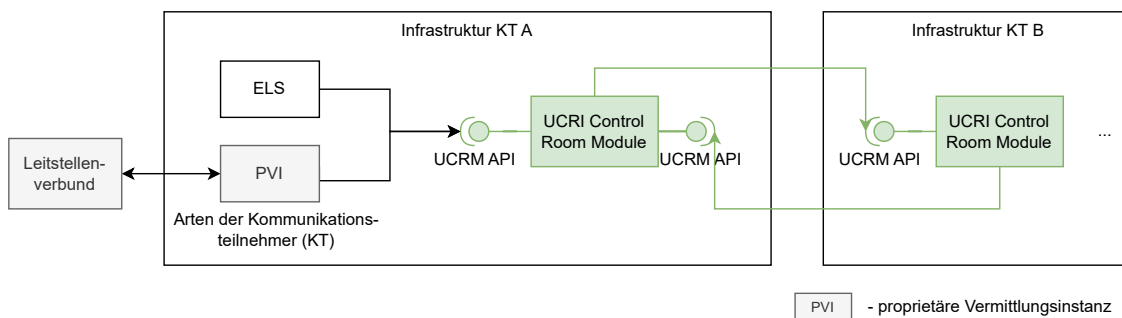 Infrastruktur KT A
Infrastruktur KT B
ELS
Leitstellen-
verbund
PVI
Arten der Kommunikations-
teilnehmer (KT)
UCRM API
UCRI Control
Room Module
UCRM API
UCRM API
UCRI Control
Room Module
...
PVI - proprietäre Vermittlungsinstanz